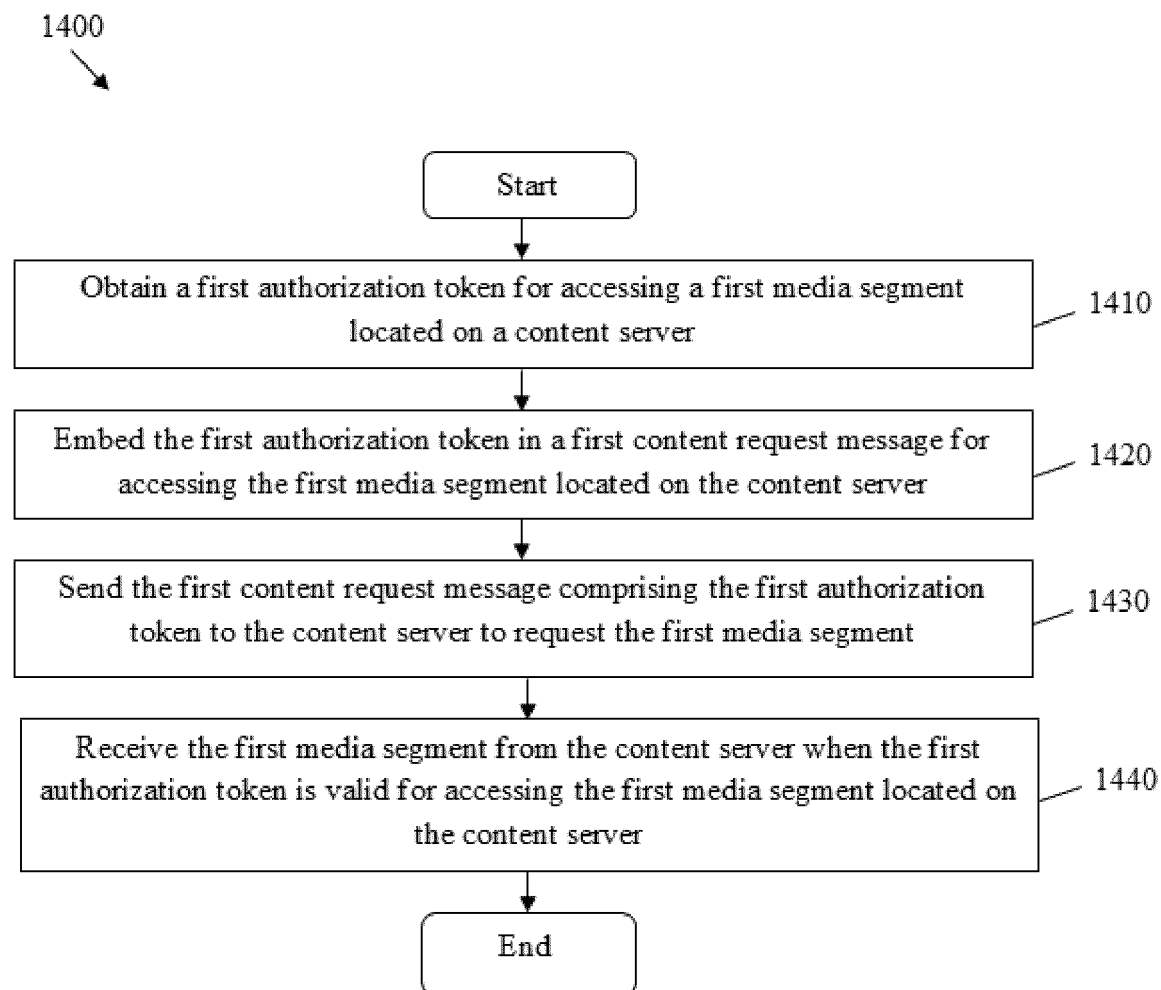 1400
Start
Obtain a first authorization token for accessing a first media segment
located on a content server
1410
Embed the first authorization token in a first content request message for
accessing the first media segment located on the content server
1420
Send the first content request message comprising the first authorization
token to the content server to request the first media segment
1430
Receive the first media segment from the content server when the first
authorization token is valid for accessing the first media segment located on
the content server
1440
End